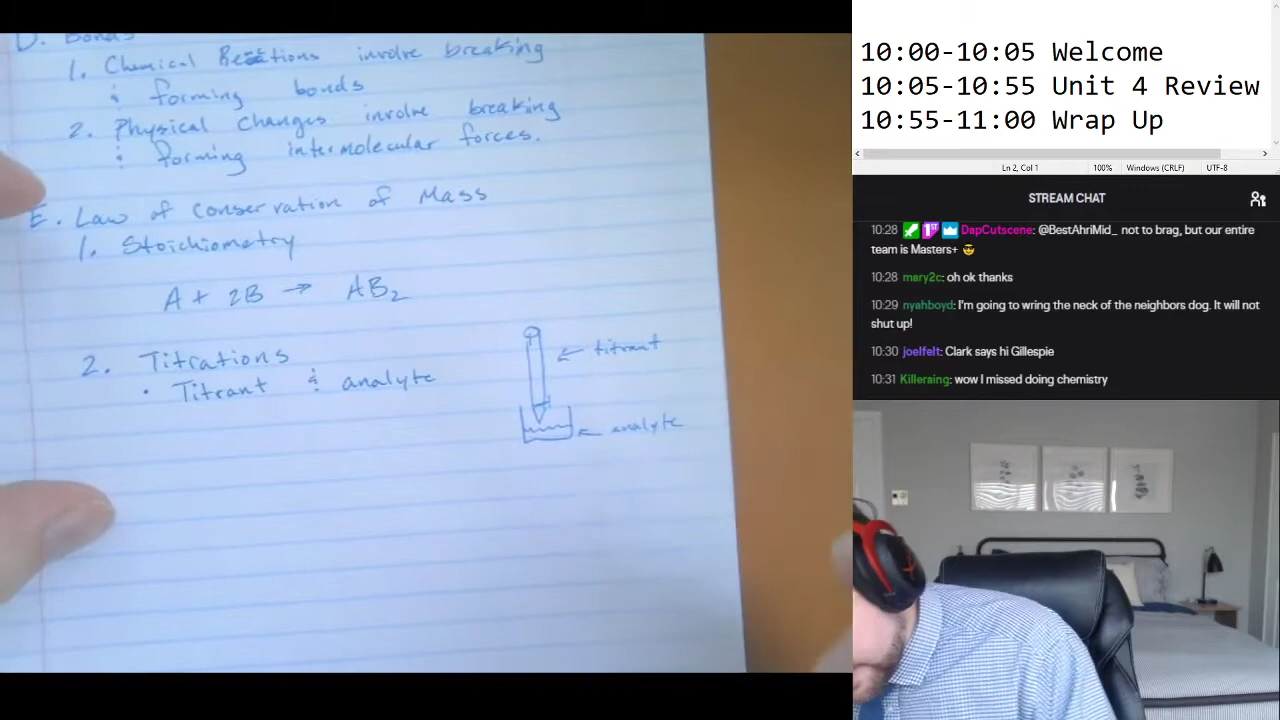 D. Bonds
1. Chemical Reactions involve breaking
& forming bonds
2. Physical Changes involve breaking
& forming intermolecular forces.
E. Law of Conservation of Mass
1. Stoichiometry
A + 2B → AB2
2. Titrations
• Titrant & analyte
← titrant
← analyte
10:00-10:05 Welcome
10:05-10:55 Unit 4 Review
10:55-11:00 Wrap Up
Ln 2, Col 1 100% Windows (CRLF) UTF-8
STREAM CHAT
10:28 1ST DapCutscene: @BestAhriMid_ not to brag, but our entire
team is Masters+ 😎
10:28 mary2c: oh ok thanks
10:29 nyahboyd: I'm going to wring the neck of the neighbors dog. It will not
shut up!
10:30 joelfelt: Clark says hi Gillespie
10:31 Killeraing: wow I missed doing chemistry